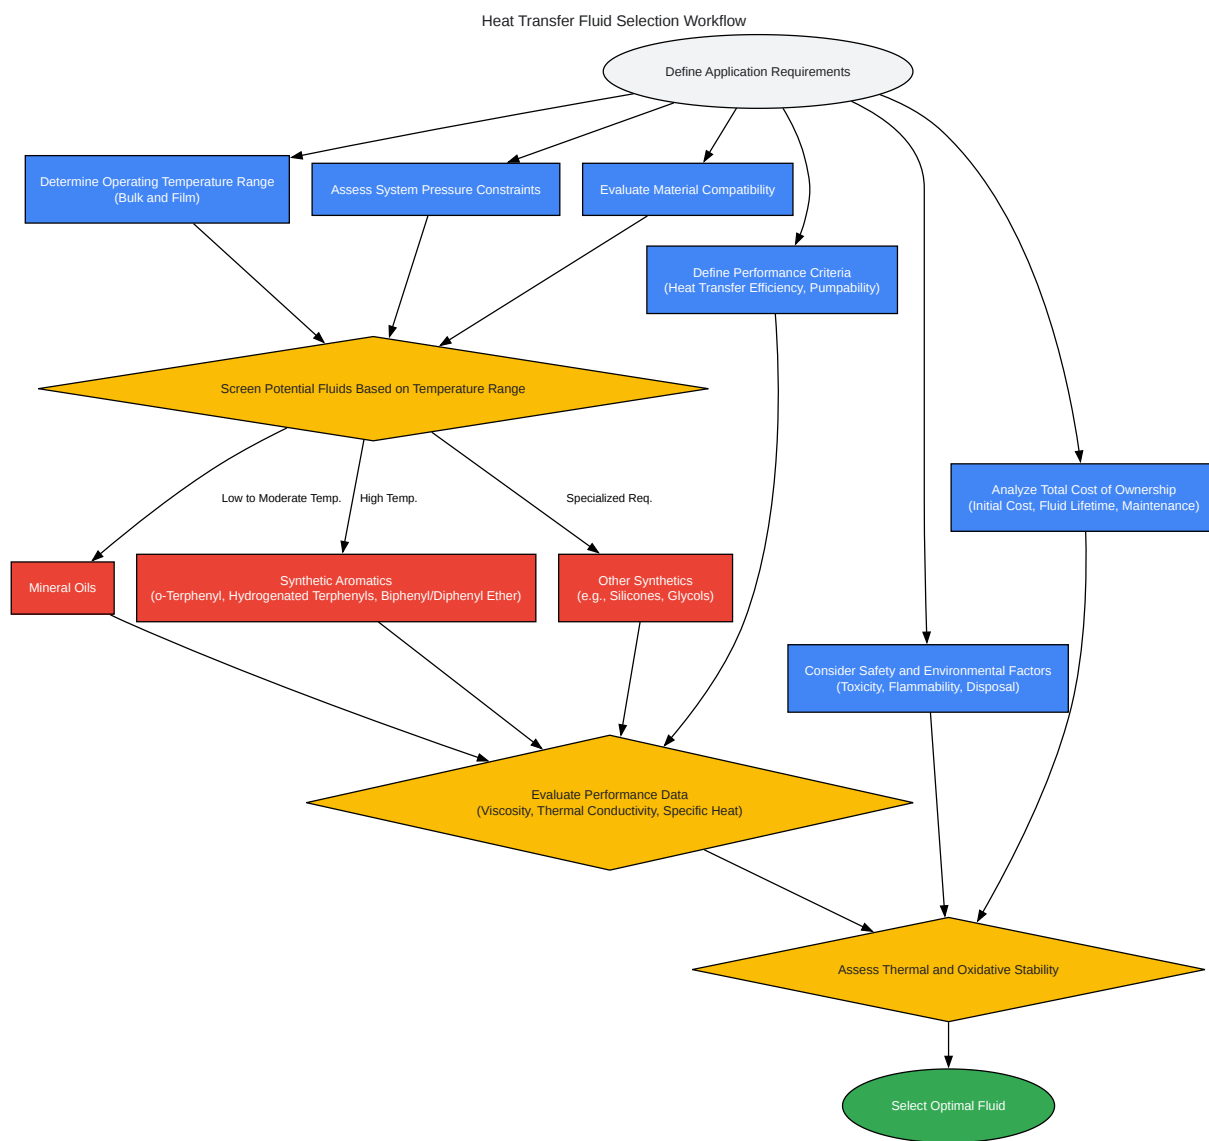 Heat Transfer Fluid Selection Workflow
Define Application Requirements
Determine Operating Temperature Range
(Bulk and Film)
Assess System Pressure Constraints
Evaluate Material Compatibility
Define Performance Criteria
(Heat Transfer Efficiency, Pumpability)
Screen Potential Fluids Based on Temperature Range
Low to Moderate Temp.
High Temp.
Specialized Req.
Analyze Total Cost of Ownership
(Initial Cost, Fluid Lifetime, Maintenance)
Mineral Oils
Synthetic Aromatics
(o-Terphenyl, Hydrogenated Terphenyls, Biphenyl/Diphenyl Ether)
Other Synthetics
(e.g., Silicones, Glycols)
Consider Safety and Environmental Factors
(Toxicity, Flammability, Disposal)
Evaluate Performance Data
(Viscosity, Thermal Conductivity, Specific Heat)
Assess Thermal and Oxidative Stability
Select Optimal Fluid